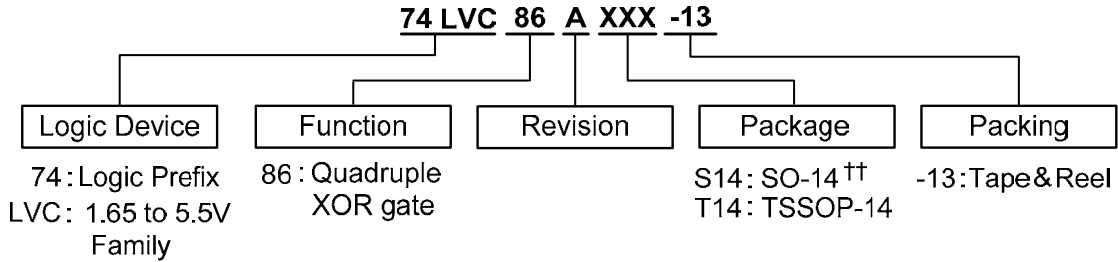 74 LVC 86 A XXX -13
Logic Device Function Revision Package Packing
74 : Logic Prefix
LVC : 1.65 to 5.5V
Family
86 : Quadruple
XOR gate
S14 : SO-14 ††
T14 : TSSOP-14
-13 : Tape & Reel